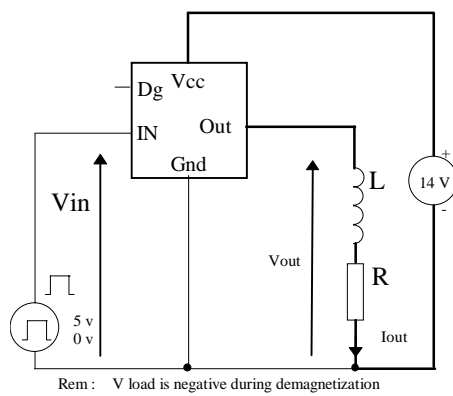 Vcc
Dg
IN
Out
Gnd
+
14 V
-
L
Vin
Vout
R
Iout
5 v
0 v
Rem : V load is negative during demagnetization